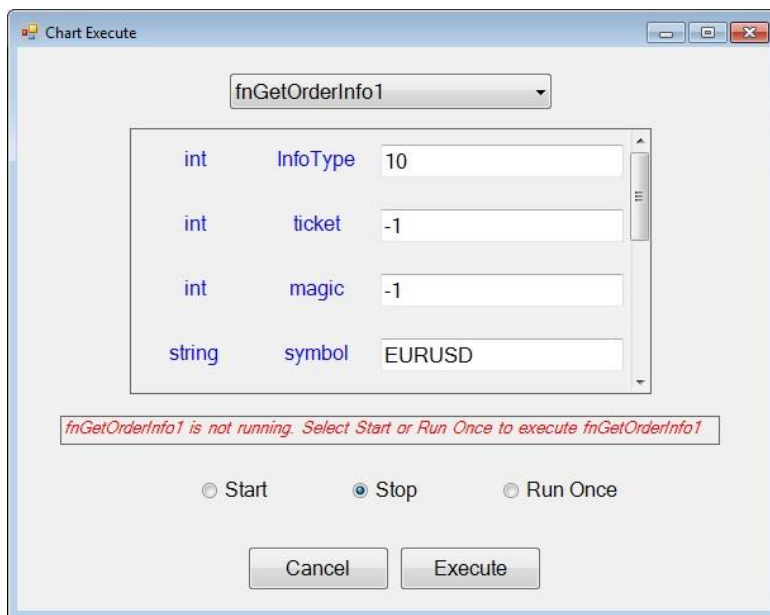 Chart Execute
fnGetOrderInfo1
int InfoType 10
int ticket -1
int magic -1
string symbol EURUSD
fnGetOrderInfo1 is not running. Select Start or Run Once to execute fnGetOrderInfo1
Start Stop Run Once
Cancel Execute